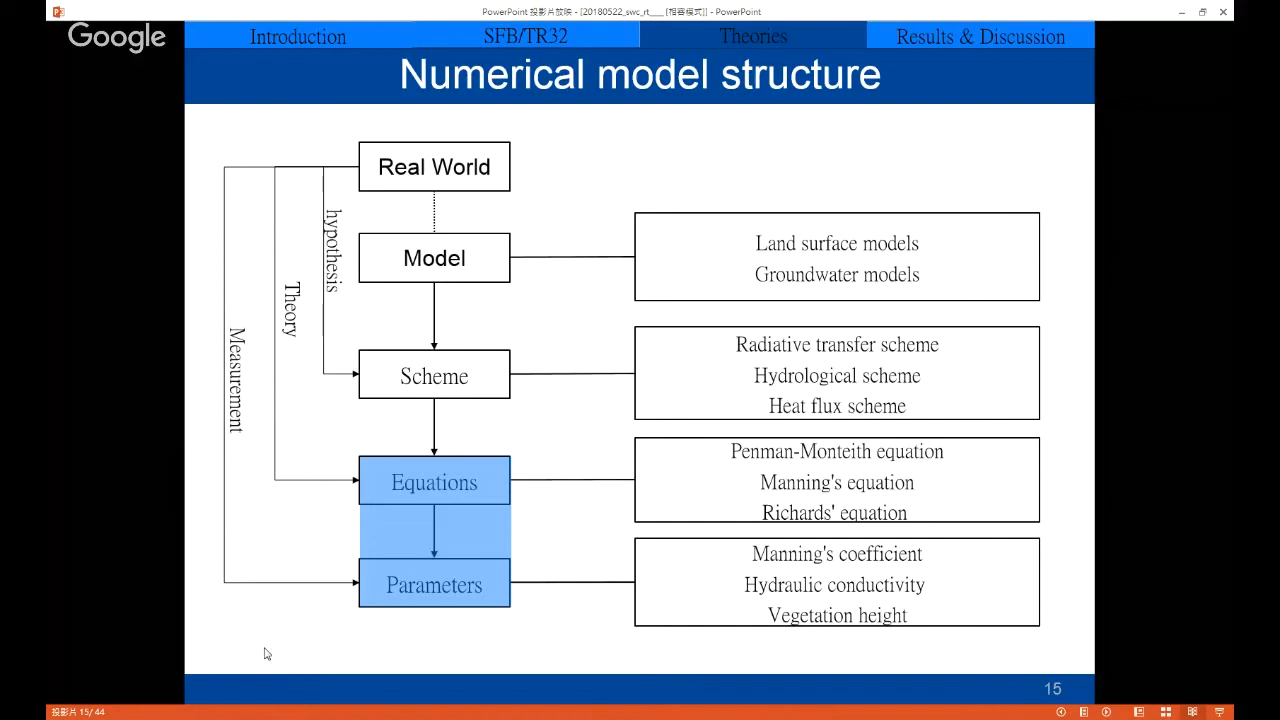 PowerPoint 投影片放映 - [20180522_swc_rt___ [相容模式]] - PowerPoint
Google
Introduction
SFB/TR32
Theories
Results & Discussion
Numerical model structure
Real World
hypothesis
Theory
Measurement
Model
Land surface models
Groundwater models
Scheme
Radiative transfer scheme
Hydrological scheme
Heat flux scheme
Equations
Penman-Monteith equation
Manning's equation
Richards' equation
Parameters
Manning's coefficient
Hydraulic conductivity
Vegetation height
15
投影片 15/44